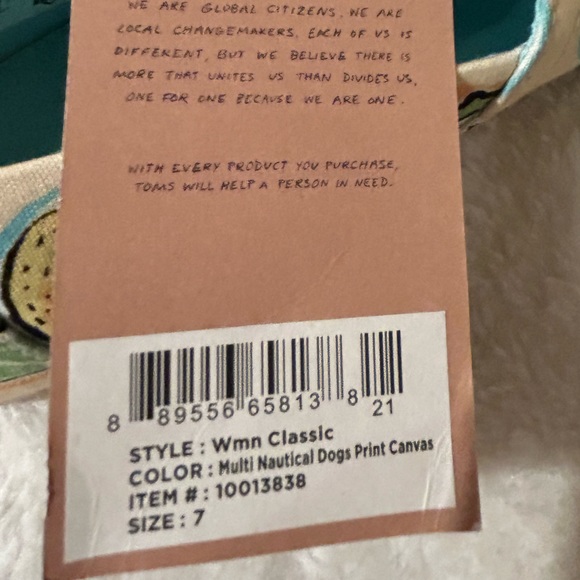 WE ARE GLOBAL CITIZENS. WE ARE
LOCAL CHANGEMAKERS. EACH OF US IS
DIFFERENT, BUT WE BELIEVE THERE IS
MORE THAT UNITES US THAN DIVIDES US,
ONE FOR ONE BECAUSE WE ARE ONE.
WITH EVERY PRODUCT YOU PURCHASE,
TOMS WILL HELP A PERSON IN NEED.
8 89556 65813 8 21
STYLE : Wmn Classic
COLOR : Multi Nautical Dogs Print Canvas
ITEM # : 10013838
SIZE : 7